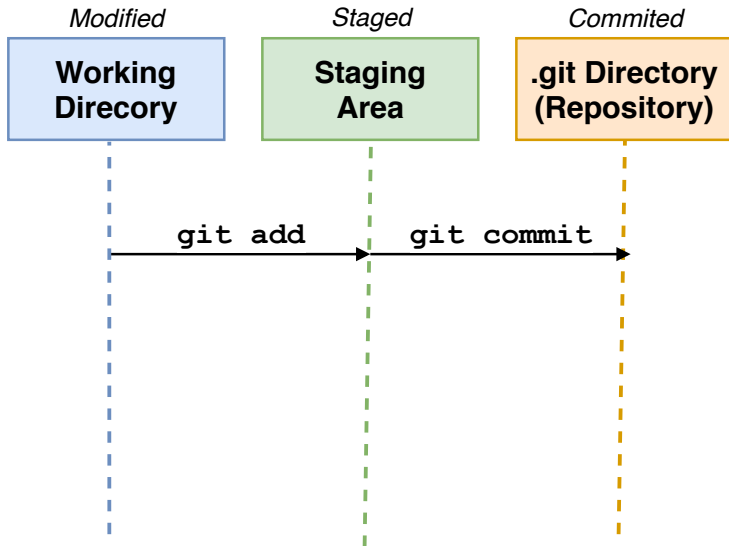 Modified
Staged
Commited
Working
Direcory
Staging
Area
.git Directory
(Repository)
git add
git commit